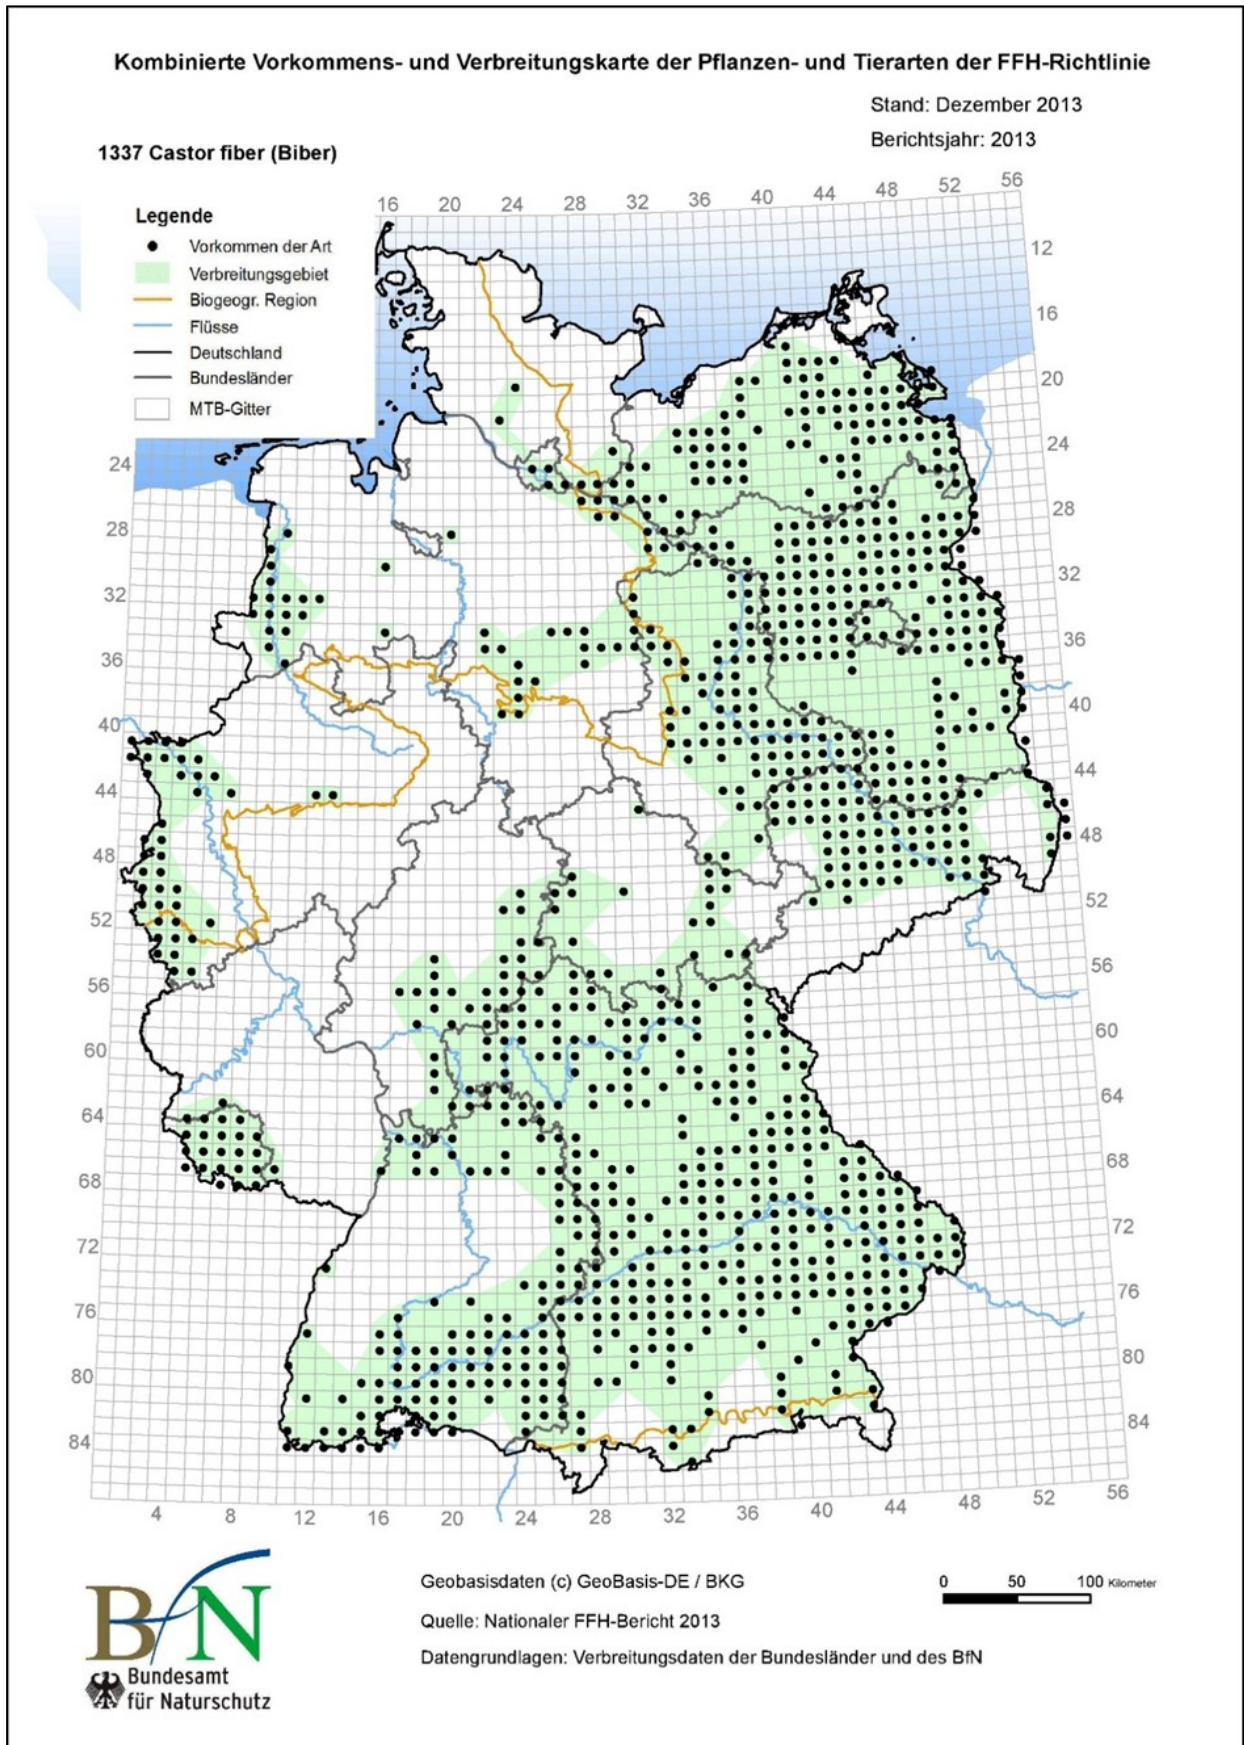 Kombinierte Vorkommens- und Verbreitungskarte der Pflanzen- und Tierarten der FFH-Richtlinie
Stand: Dezember 2013
Berichtsjahr: 2013
1337 Castor fiber (Biber)
16 20 24 28 32 36 40 44 48 52 56
Legende
Vorkommen der Art
Verbreitungsgebiet
Biogeogr. Region
Flüsse
Deutschland
Bundesländer
MTB-Gitter
12
16
20
24
28
32
36
40
44
48
52
56
60
64
68
72
76
80
84
24
28
32
36
40
44
48
52
56
60
64
68
72
76
80
84
4 8 12 16 20 24 28 32 36 40 44 48 52 56
BfN
Bundesamt
für Naturschutz
Geobasisdaten (c) GeoBasis-DE / BKG
Quelle: Nationaler FFH-Bericht 2013
Datengrundlagen: Verbreitungsdaten der Bundesländer und des BfN
0 50 100 Kilometer